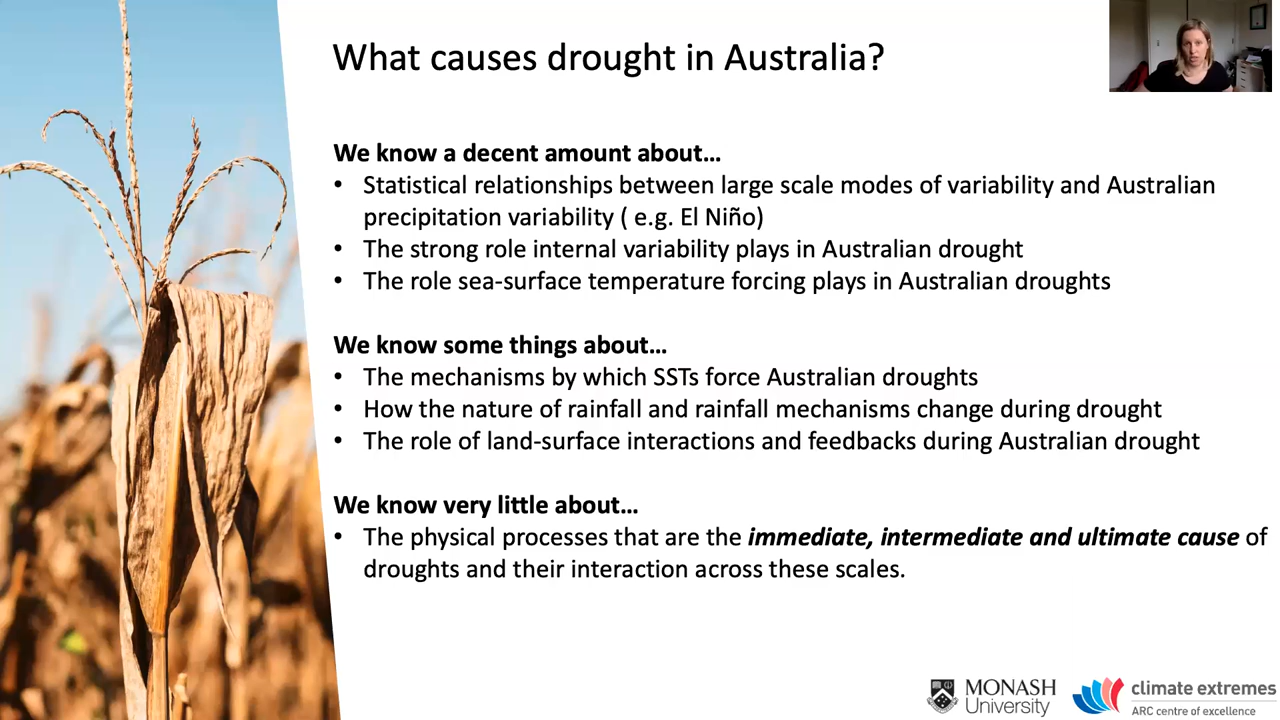 What causes drought in Australia?
We know a decent amount about...
• Statistical relationships between large scale modes of variability and Australian
precipitation variability ( e.g. El Niño)
• The strong role internal variability plays in Australian drought
• The role sea-surface temperature forcing plays in Australian droughts
We know some things about...
• The mechanisms by which SSTs force Australian droughts
• How the nature of rainfall and rainfall mechanisms change during drought
• The role of land-surface interactions and feedbacks during Australian drought
We know very little about...
• The physical processes that are the immediate, intermediate and ultimate cause of
droughts and their interaction across these scales.
MONASH
University
climate extremes
ARC centre of excellence